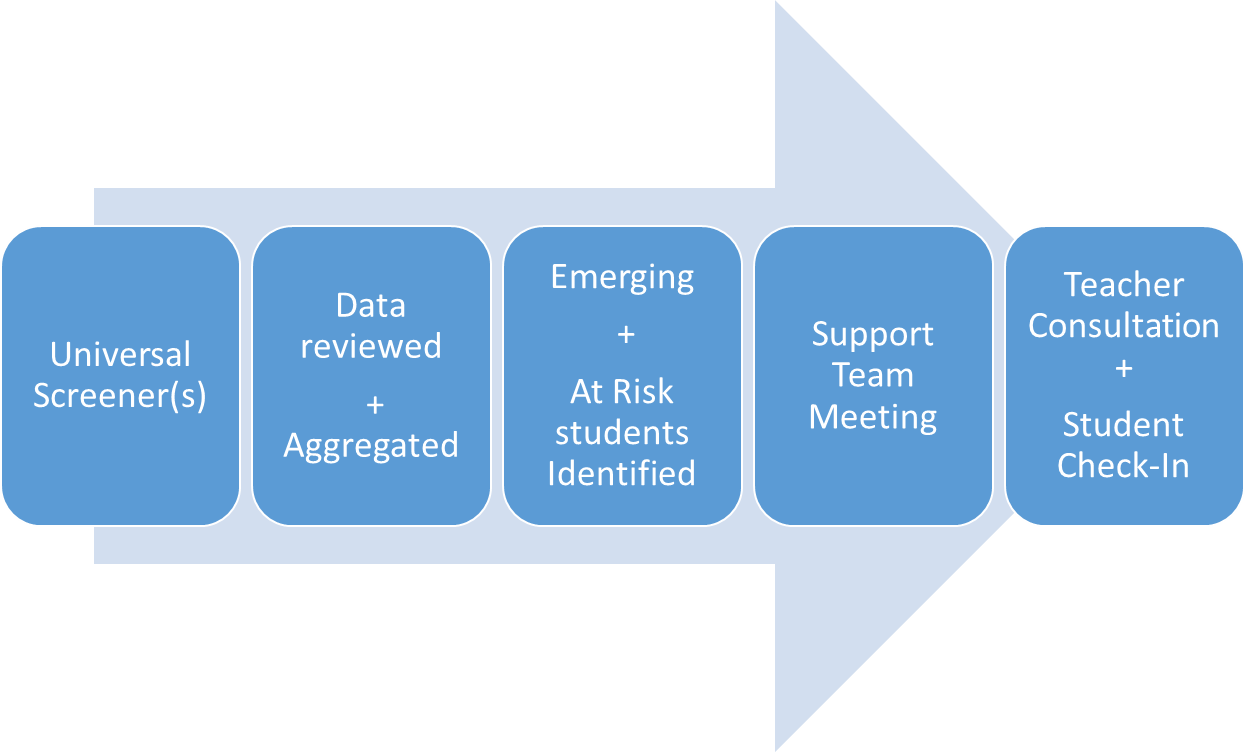 Universal
Screener(s)
Data
reviewed
+
Aggregated
Emerging
+
At Risk
students
Identified
Support
Team
Meeting
Teacher
Consultation
+
Student
Check-In